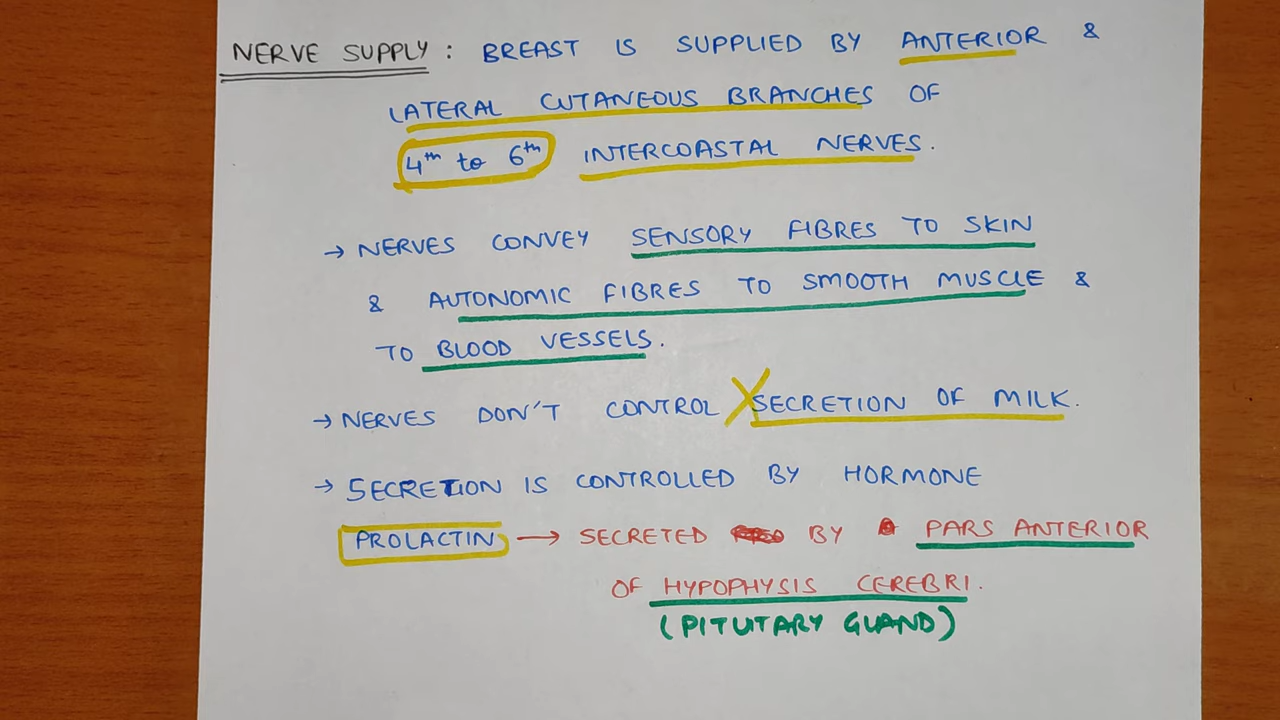 NERVE SUPPLY : BREAST IS SUPPLIED BY ANTERIOR &
LATERAL CUTANEOUS BRANCHES OF
4th to 6th INTERCOASTAL NERVES.
→ NERVES CONVEY SENSORY FIBRES TO SKIN
& AUTONOMIC FIBRES TO SMOOTH MUSCLE &
TO BLOOD VESSELS.
→ NERVES DON'T CONTROL SECRETION OF MILK.
→ SECRETION IS CONTROLLED BY HORMONE
PROLACTIN → SECRETED BY PARS ANTERIOR
OF HYPOPHYSIS CEREBRI.
(PITUTARY GLAND)